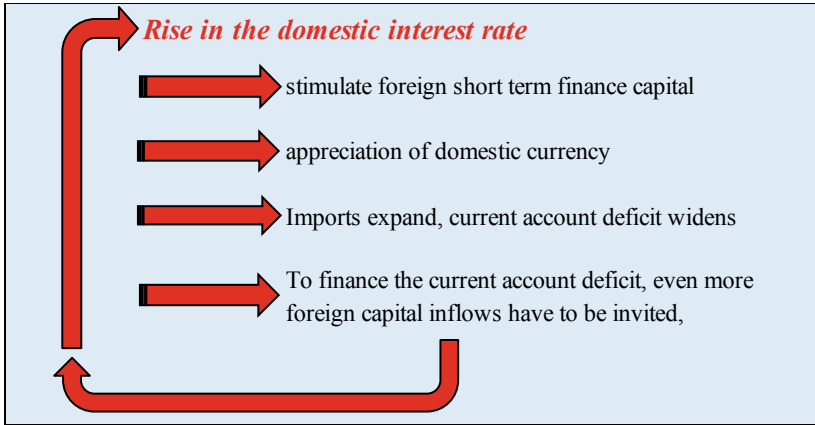 Rise in the domestic interest rate
stimulate foreign short term finance capital
appreciation of domestic currency
Imports expand, current account deficit widens
To finance the current account deficit, even more
foreign capital inflows have to be invited,